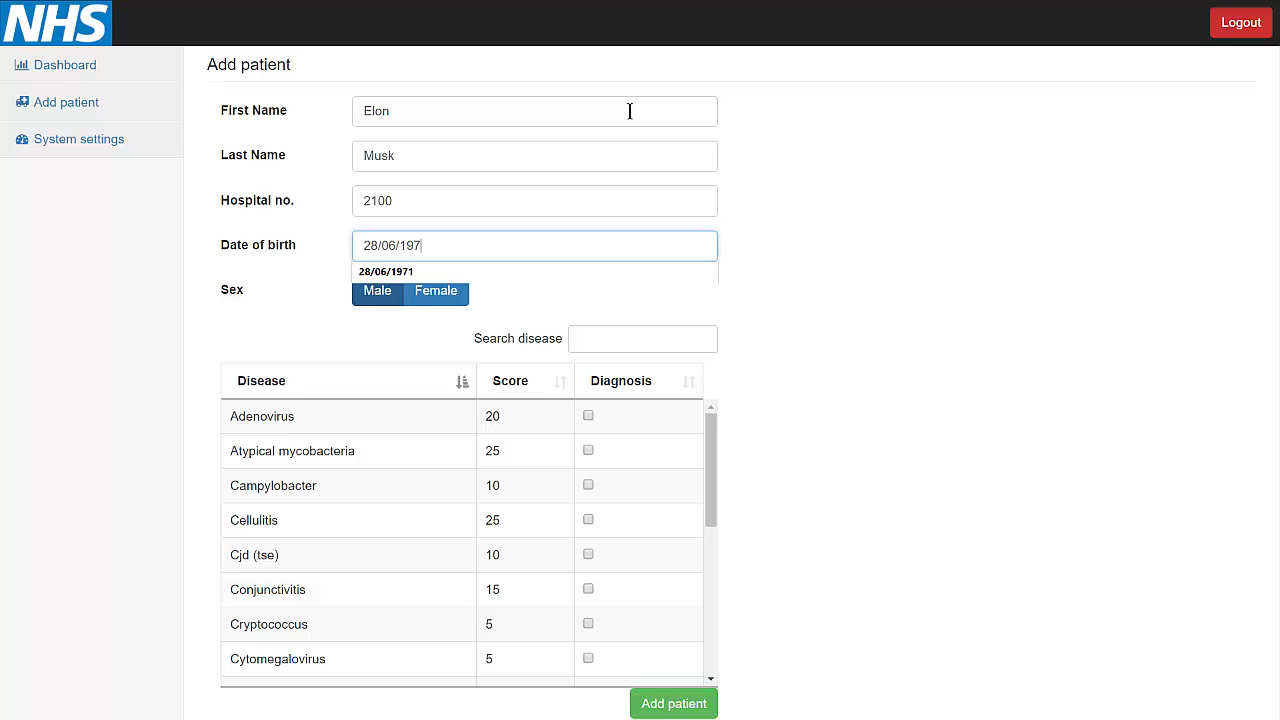 NHS
Logout
Dashboard
Add patient
System settings
Add patient
First Name
Elon
Last Name
Musk
Hospital no.
2100
Date of birth
28/06/197
28/06/1971
Sex
Male Female
Search disease
Disease Score Diagnosis
Adenovirus 20
Atypical mycobacteria 25
Campylobacter 10
Cellulitis 25
Cjd (tse) 10
Conjunctivitis 15
Cryptococcus 5
Cytomegalovirus 5
Add patient